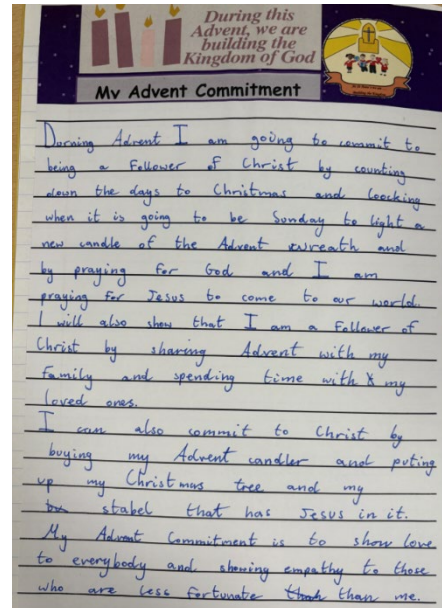 During this
Advent, we are
building the
Kingdom of God
My Advent Commitment
Durning Advent I am going to commit to
being a Follower of Christ by counting
down the days to Christmas and loocking
when it is going to be Sunday to light a
new candle of the Advent wreath and
by praying for God and I am
praying for Jesus to come to our world.
I will also show that I am a Follower of
Christ by sharing Advent with my
family and spending time with my
loved ones.
I can also commit to Christ by
buying my Advent candler and puting
up my Christmas tree and my
stabel that has Jesus in it.
My Advent Commitment is to show love
to everybody and showing empathy to those
who are less fortunate than me.